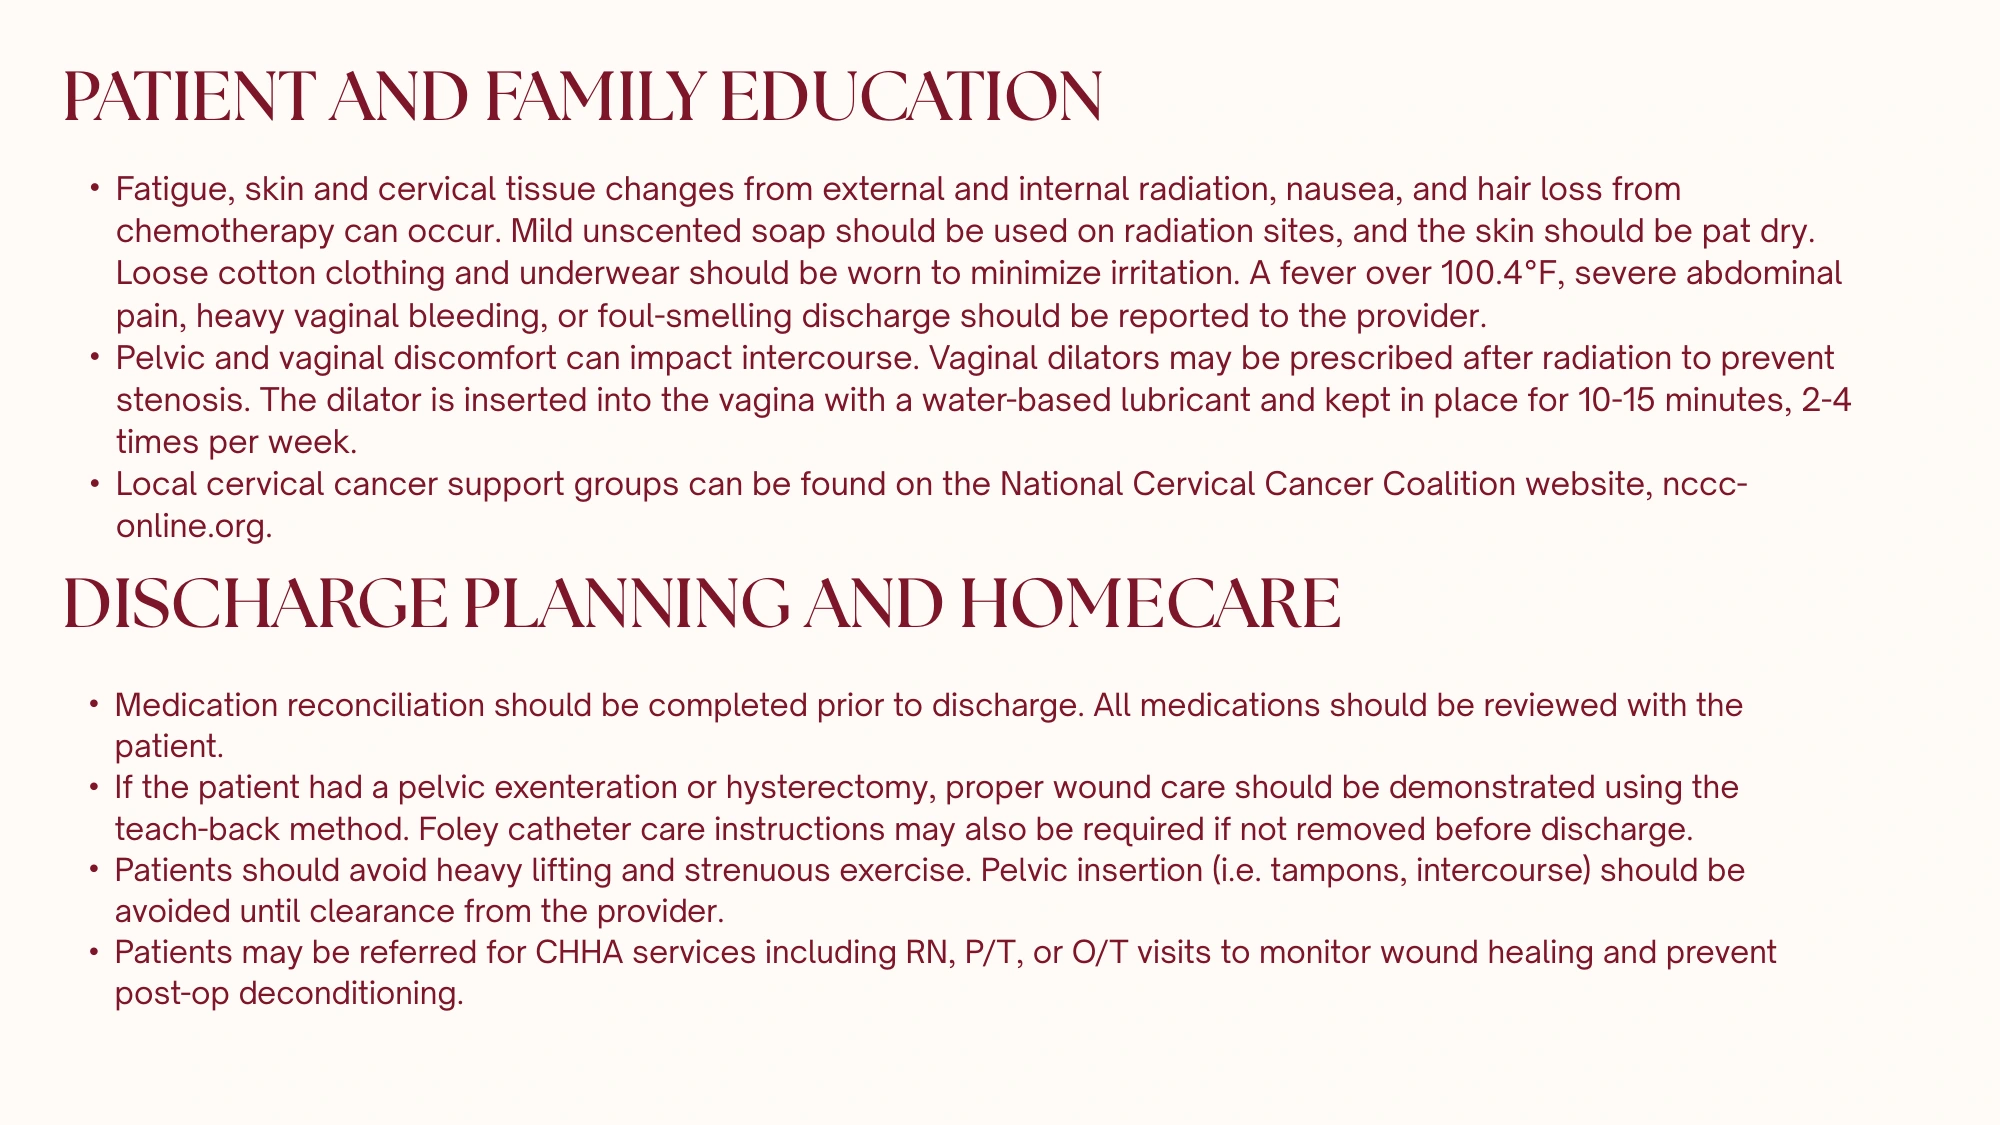 PATIENT AND FAMILY EDUCATION
• Fatigue, skin and cervical tissue changes from external and internal radiation, nausea, and hair loss from
chemotherapy can occur. Mild unscented soap should be used on radiation sites, and the skin should be pat dry.
Loose cotton clothing and underwear should be worn to minimize irritation. A fever over 100.4°F, severe abdominal
pain, heavy vaginal bleeding, or foul-smelling discharge should be reported to the provider.
• Pelvic and vaginal discomfort can impact intercourse. Vaginal dilators may be prescribed after radiation to prevent
stenosis. The dilator is inserted into the vagina with a water-based lubricant and kept in place for 10-15 minutes, 2-4
times per week.
• Local cervical cancer support groups can be found on the National Cervical Cancer Coalition website, nccc-
online.org.
DISCHARGE PLANNING AND HOMECARE
• Medication reconciliation should be completed prior to discharge. All medications should be reviewed with the
patient.
• If the patient had a pelvic exenteration or hysterectomy, proper wound care should be demonstrated using the
teach-back method. Foley catheter care instructions may also be required if not removed before discharge.
• Patients should avoid heavy lifting and strenuous exercise. Pelvic insertion (i.e. tampons, intercourse) should be
avoided until clearance from the provider.
• Patients may be referred for CHHA services including RN, P/T, or O/T visits to monitor wound healing and prevent
post-op deconditioning.